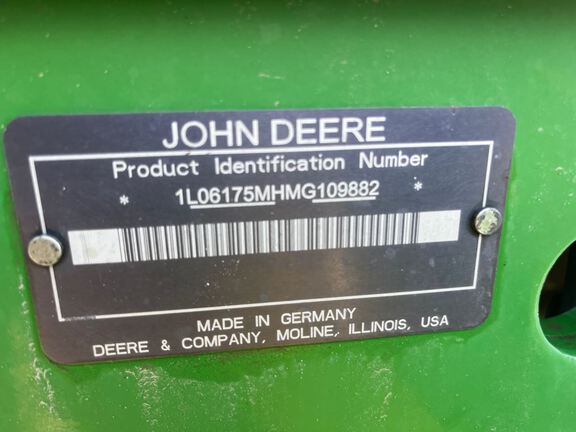 JOHN DEERE
Product Identification Number
* 1L06175MHMG109882 *
MADE IN GERMANY
DEERE & COMPANY, MOLINE, ILLINOIS, USA